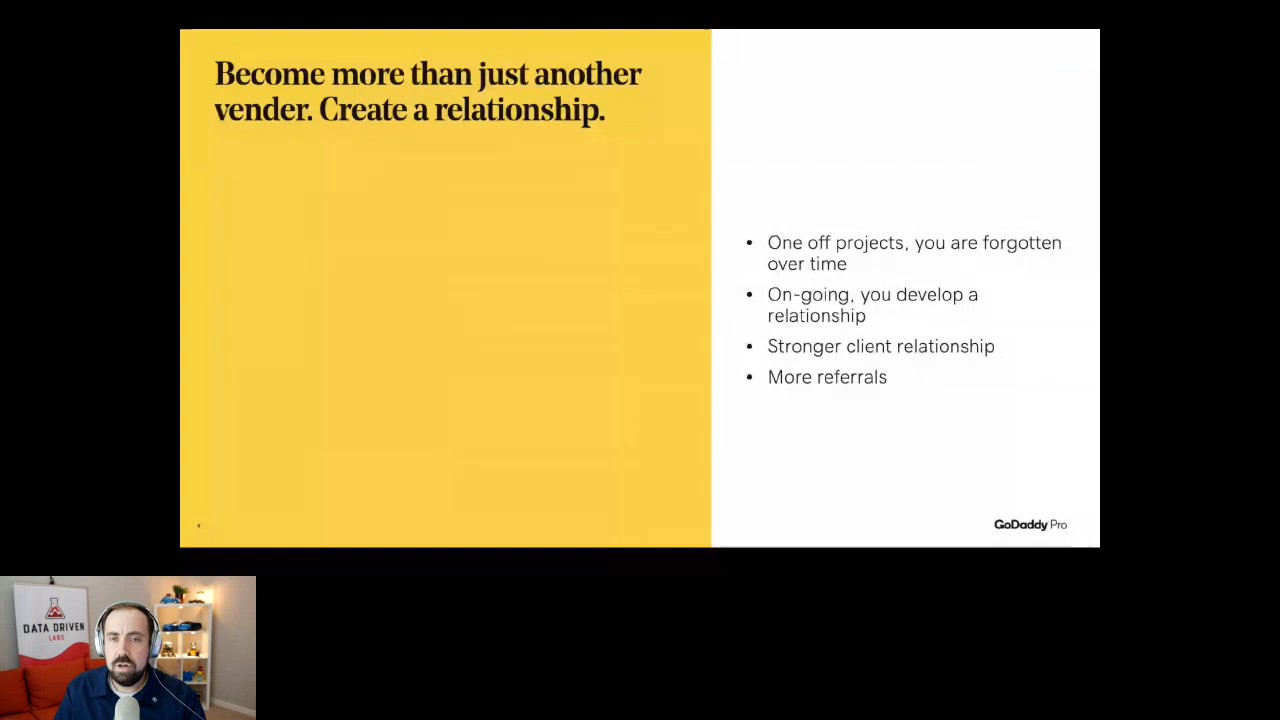 Become more than just another
vender. Create a relationship.
• One off projects, you are forgotten
over time
• On-going, you develop a
relationship
• Stronger client relationship
• More referrals
GoDaddy Pro
DATA DRIVEN
LABS